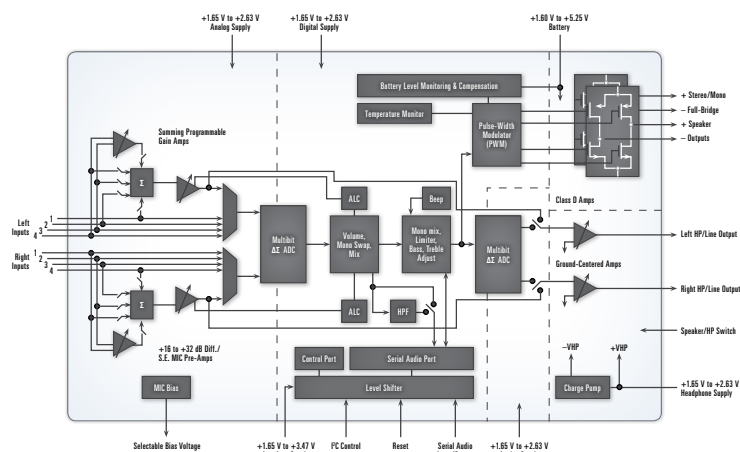 +1.65 V to +2.63 V
Analog Supply
+1.65 V to +2.63 V
Digital Supply
+1.60 V to +5.25 V
Battery
Battery Level Monitoring & Compensation
Temperature Monitor
Pulse-Width
Modulator
(PWM)
+ Stereo/Mono
− Full-Bridge
+ Speaker
− Outputs
Class D Amps
Summing Programmable
Gain Amps
Σ
Left
Inputs
1
2
3
4
Right
Inputs
1
2
3
4
Σ
+16 to +32 dB Diff./
S.E. MIC Pre-Amps
Multibit
ΔΣ ADC
ALC
Volume,
Mono Swap,
Mix
ALC
Beep
Mono mix,
Limiter,
Bass, Treble
Adjust
HPF
Multibit
ΔΣ ADC
Left HP/Line Output
Ground-Centered Amps
Right HP/Line Output
Speaker/HP Switch
−VHP
+VHP
Charge Pump
+1.65 V to +2.63 V
Headphone Supply
Control Port
Serial Audio Port
Level Shifter
MIC Bias
Selectable Bias Voltage
+1.65 V to +3.47 V
I²C Control
Reset
Serial Audio
+1.65 V to +2.63 V